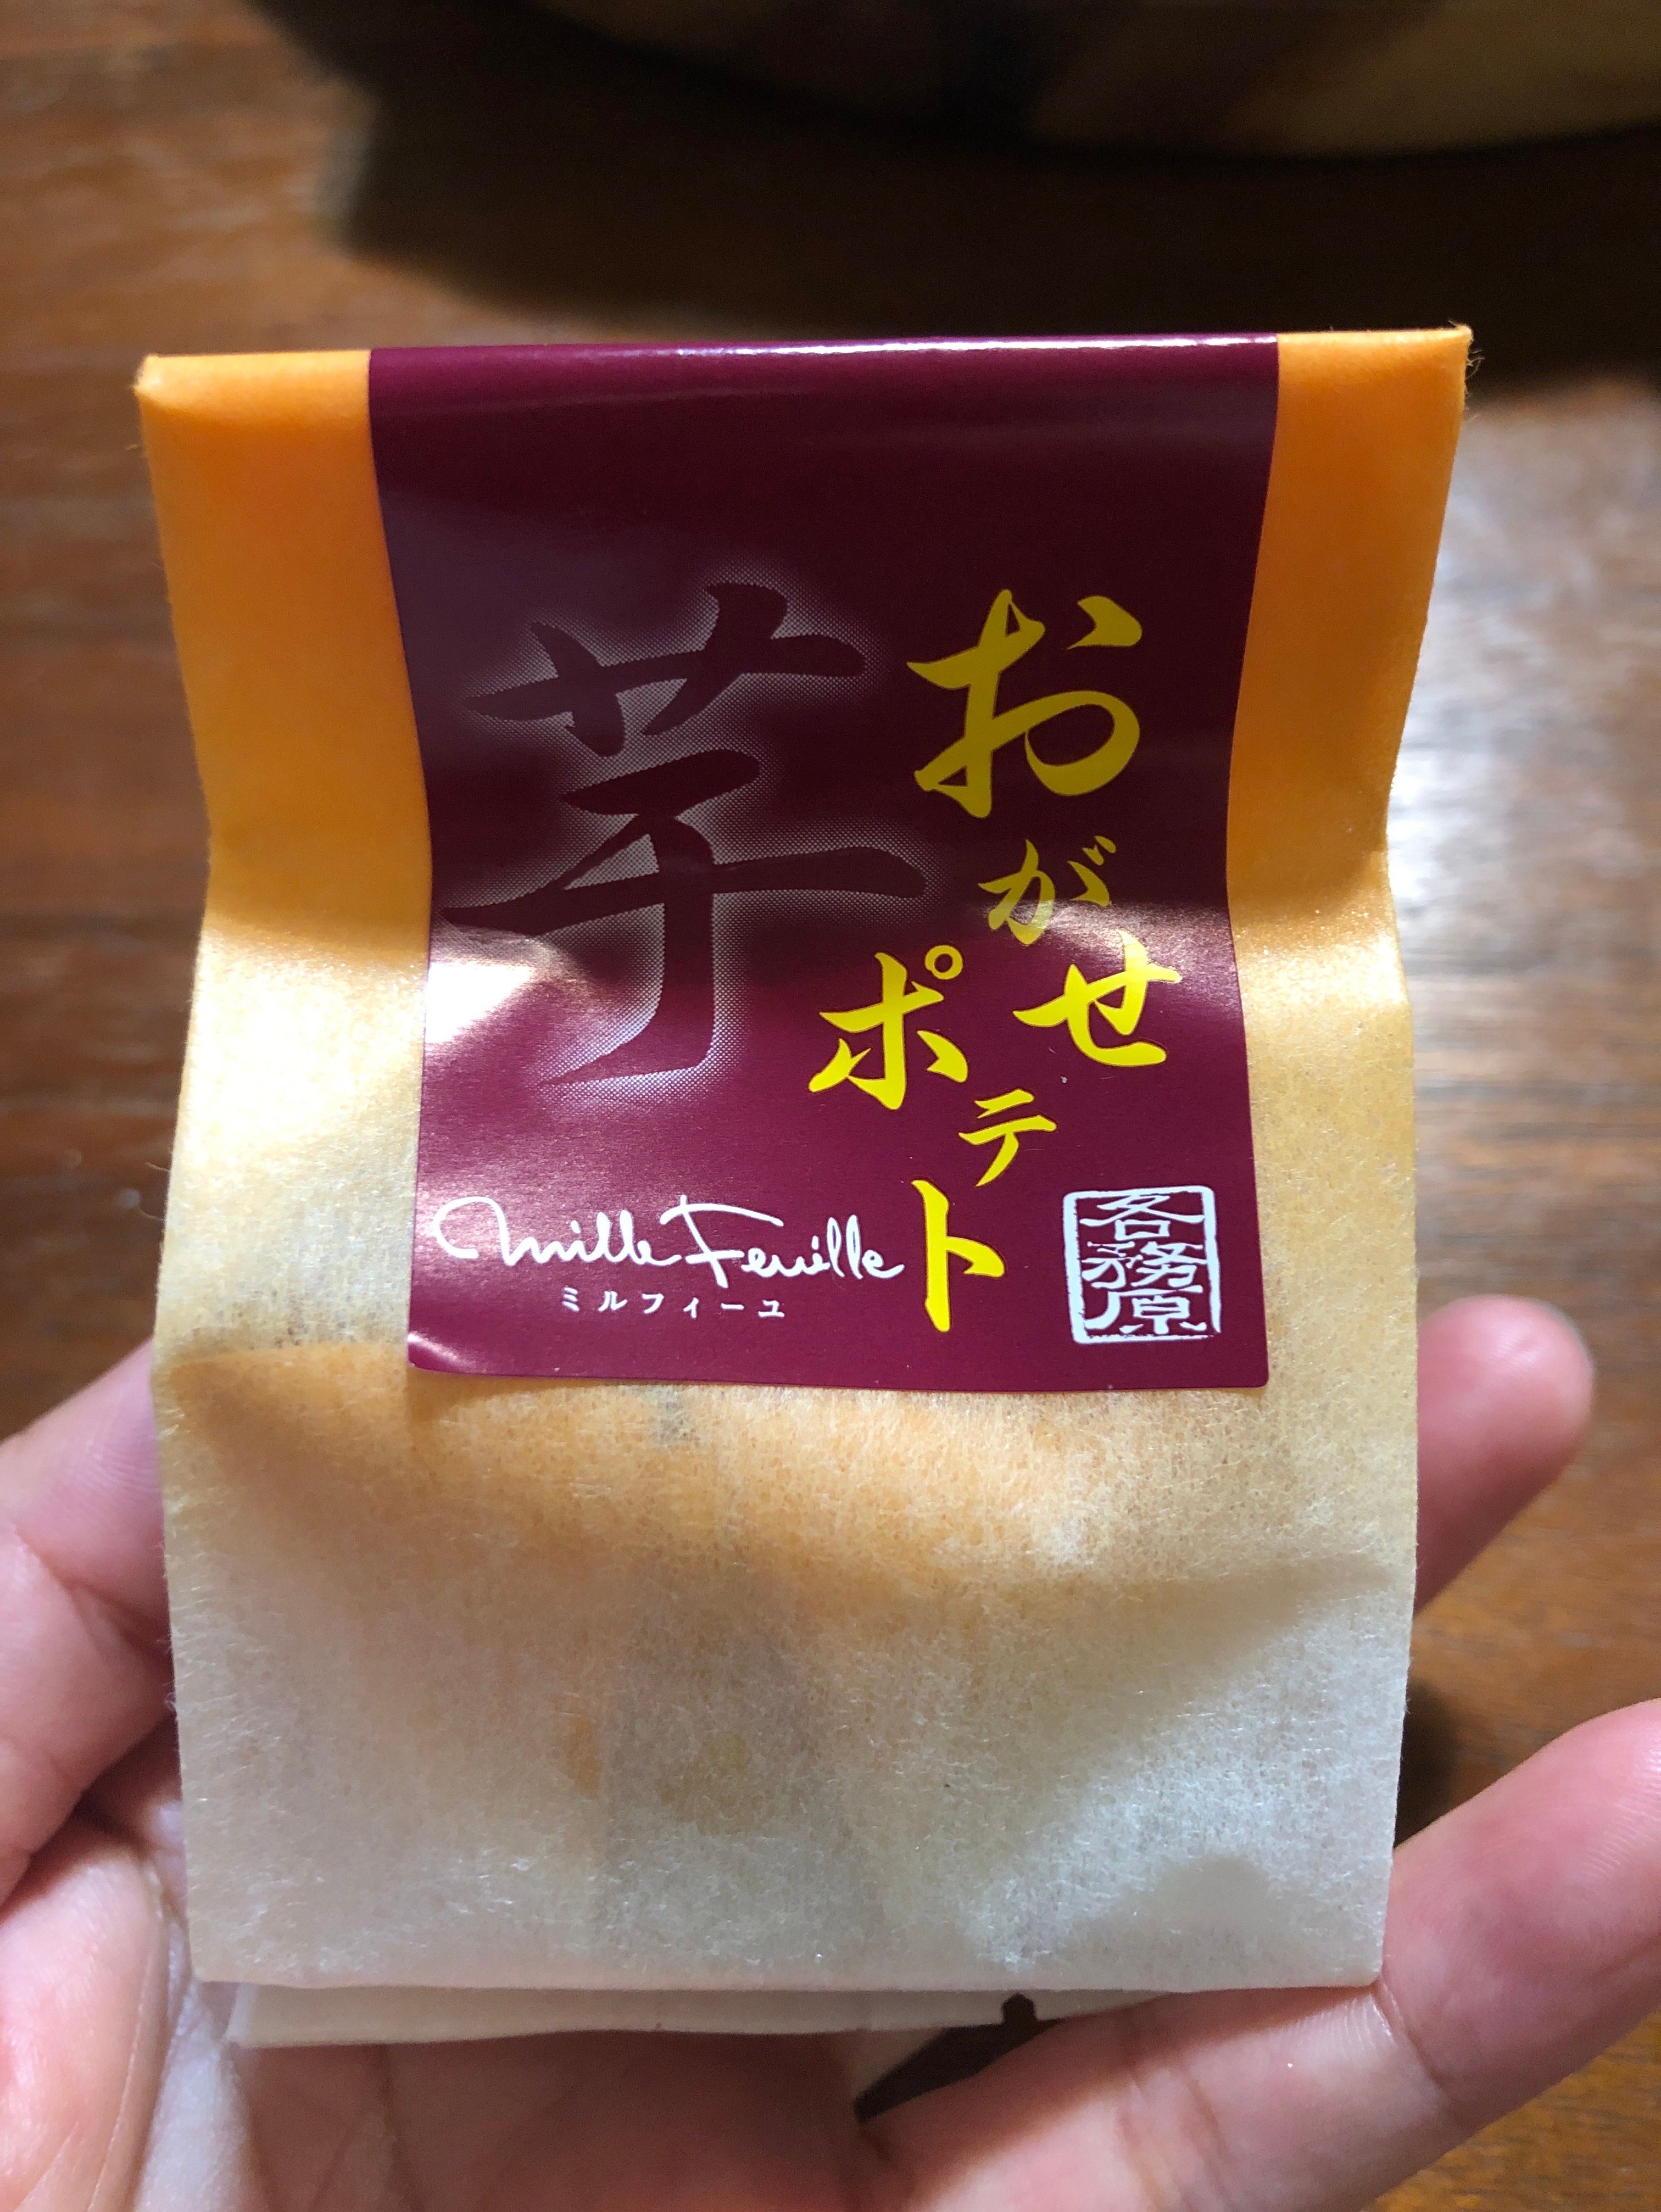 おがせ
ポテト
芋
Mille Feuille
ミルフィーユ
各務原